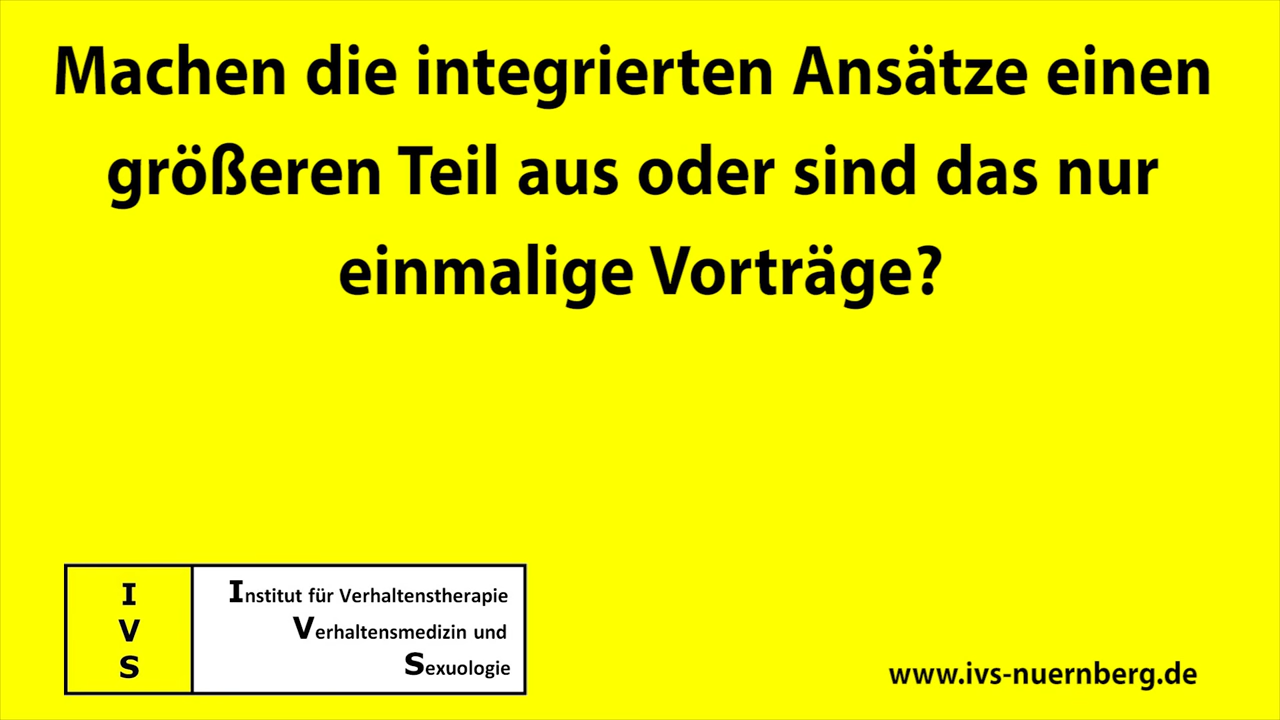 Machen die integrierten Ansätze einen
größeren Teil aus oder sind das nur
einmalige Vorträge?
I
V
S
Institut für Verhaltenstherapie
Verhaltensmedizin und
Sexuologie
www.ivs-nuernberg.de